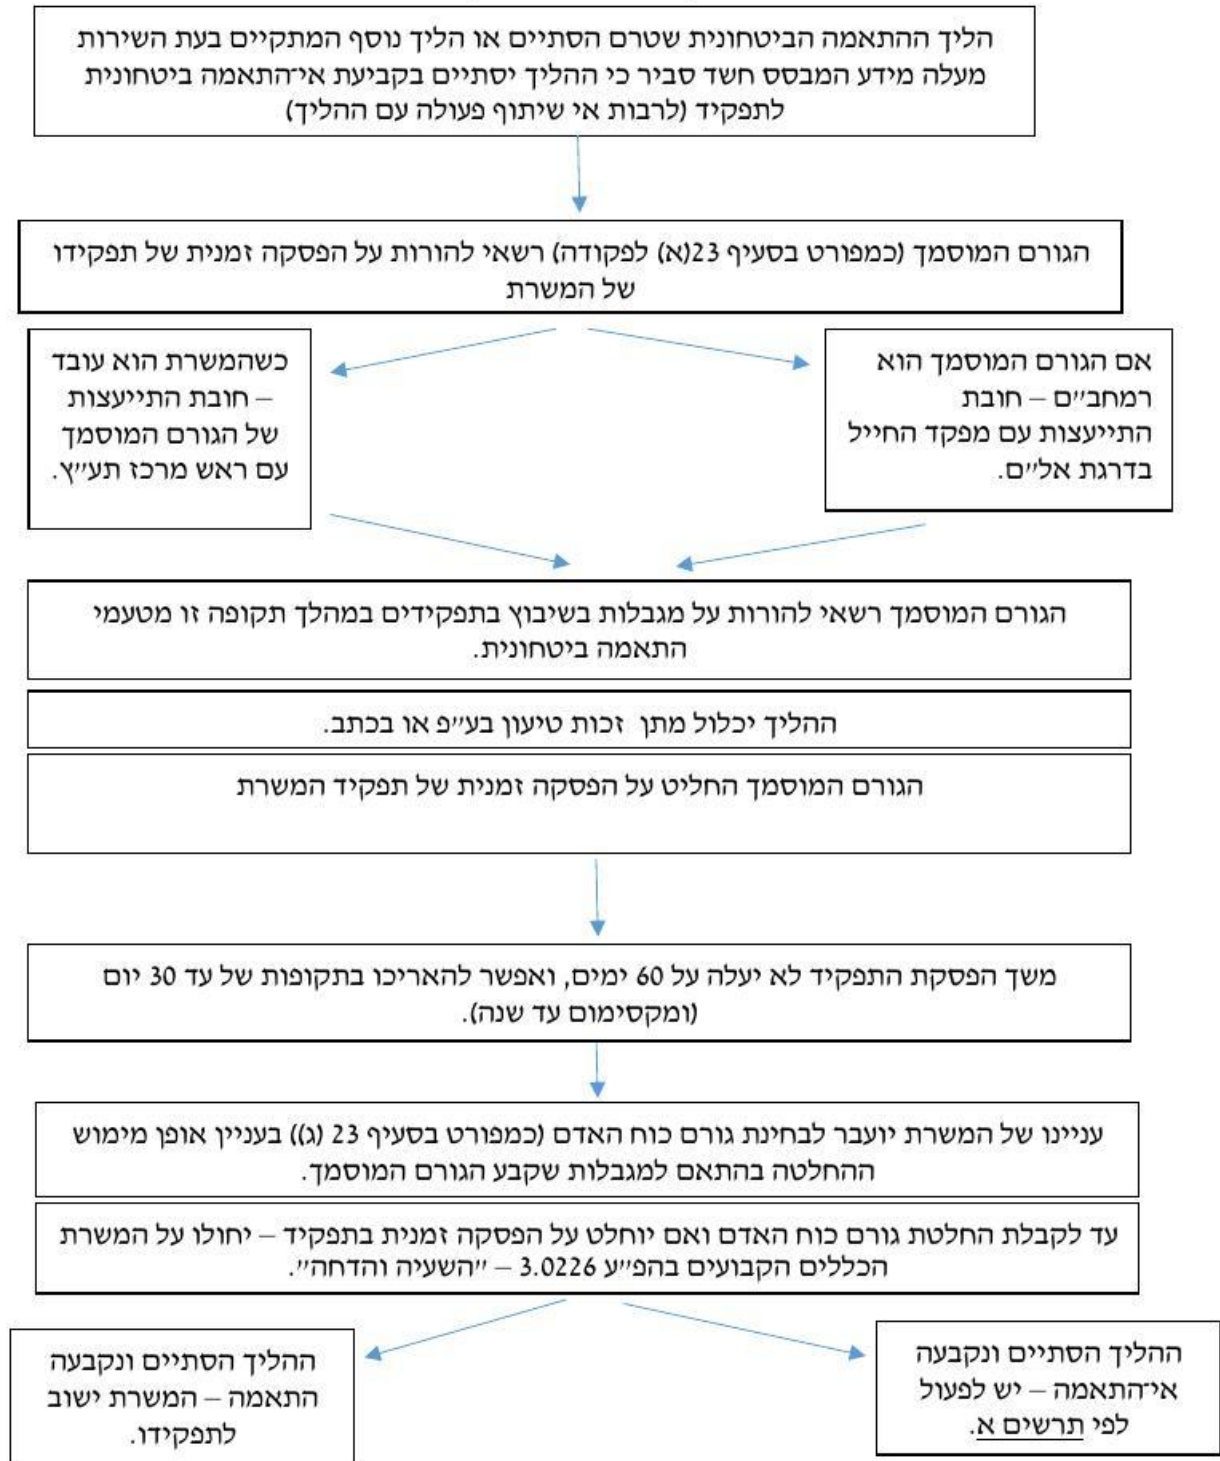 הליך ההתאמה הביטחונית שטרם הסתיים או הליך נוסף המתקיים בעת השירות
מעלה מידע המבסס חשד סביר כי ההליך יסתיים בקביעת אי־התאמה ביטחונית
לתפקיד (לרבות אי שיתוף פעולה עם ההליך)
הגורם המוסמך (כמפורט בסעיף 23(א) לפקודה) רשאי להורות על הפסקה זמנית של תפקידו
של המשרת
אם הגורם המוסמך הוא
רמחב״ם – חובת
התייעצות עם מפקד החייל
בדרגת אל״ם.
כשהמשרת הוא עובד
– חובת התייעצות
של הגורם המוסמך
עם ראש מרכז תע״ץ.
הגורם המוסמך רשאי להורות על מגבלות בשיבוץ בתפקידים במהלך תקופה זו מטעמי
התאמה ביטחונית.
ההליך יכלול מתן זכות טיעון בע״פ או בכתב.
הגורם המוסמך החליט על הפסקה זמנית של תפקיד המשרת
משך הפסקת התפקיד לא יעלה על 60 ימים, ואפשר להאריכו בתקופות של עד 30 יום
(ומקסימום עד שנה).
עניינו של המשרת יועבר לבחינת גורם כוח האדם (כמפורט בסעיף 23 (ג)) בעניין אופן מימוש
ההחלטה בהתאם למגבלות שקבע הגורם המוסמך.
עד לקבלת החלטת גורם כוח האדם ואם יוחלט על הפסקה זמנית בתפקיד – יחולו על המשרת
הכללים הקבועים בהפ״ע 3.0226 – ״השעיה והדחה״.
ההליך הסתיים ונקבעה
אי־התאמה – יש לפעול
לפי תרשים א.
ההליך הסתיים ונקבעה
התאמה – המשרת ישוב
לתפקידו.